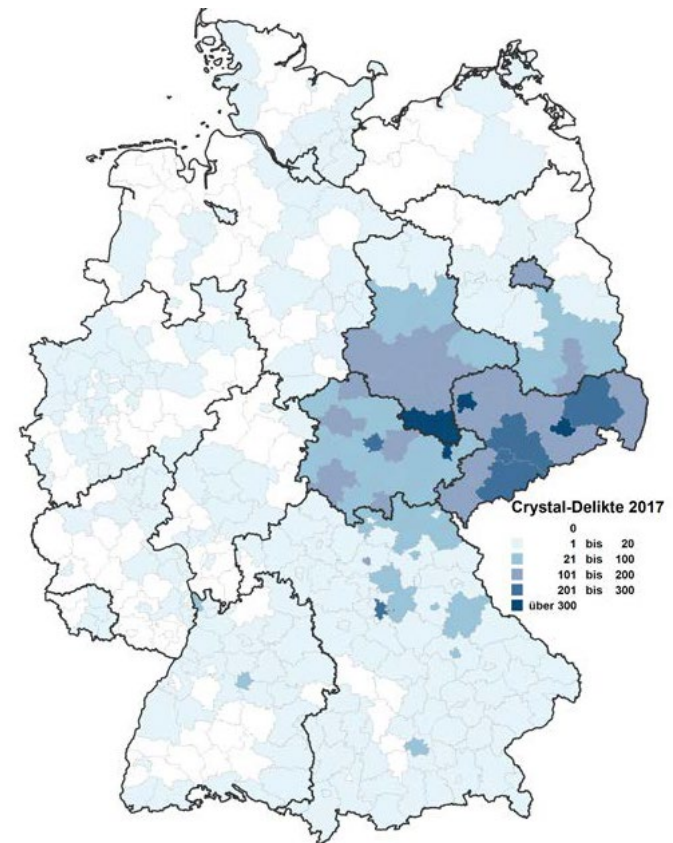 Crystal-Delikte 2017
0
1 bis 20
21 bis 100
101 bis 200
201 bis 300
über 300